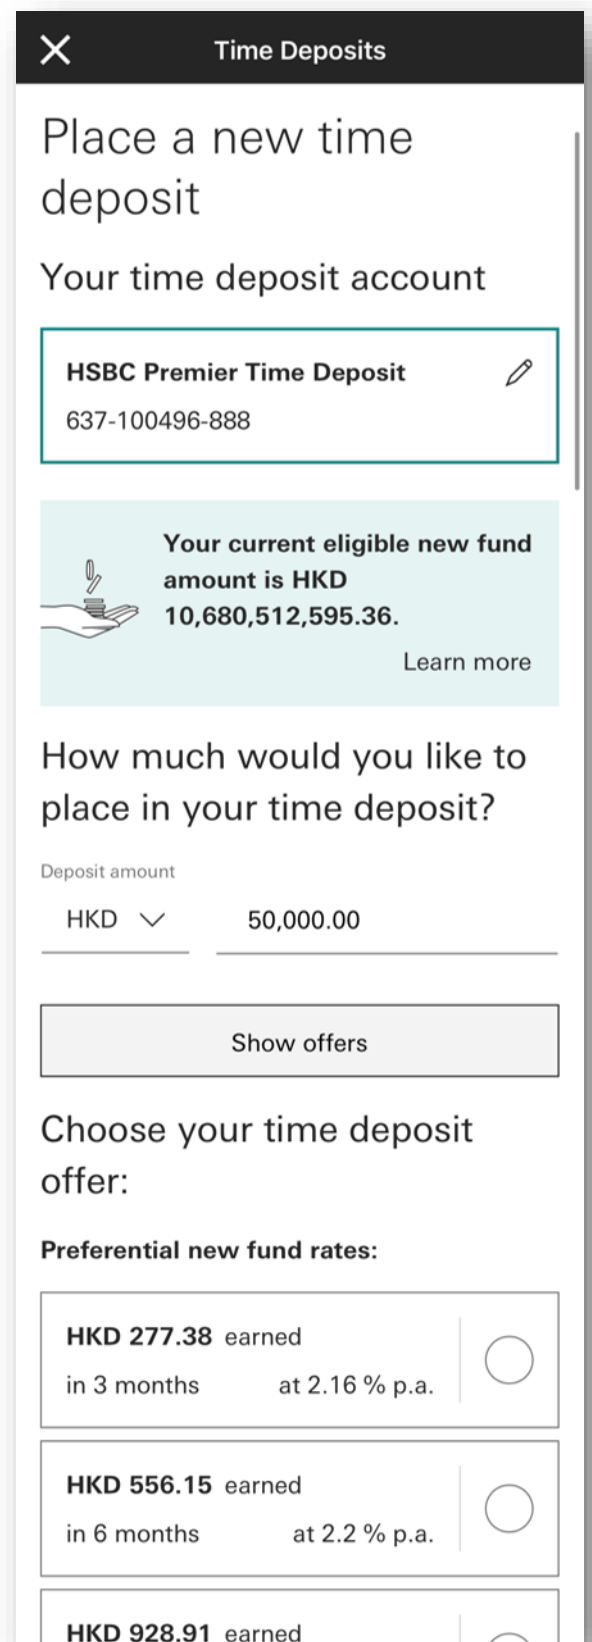 Time Deposits
Place a new time
deposit
Your time deposit account
HSBC Premier Time Deposit
637-100496-888
Your current eligible new fund
amount is HKD
10,680,512,595.36.
Learn more
How much would you like to
place in your time deposit?
Deposit amount
HKD 50,000.00
Show offers
Choose your time deposit
offer:
Preferential new fund rates:
HKD 277.38 earned
in 3 months at 2.16 % p.a.
HKD 556.15 earned
in 6 months at 2.2 % p.a.
HKD 928.91 earned